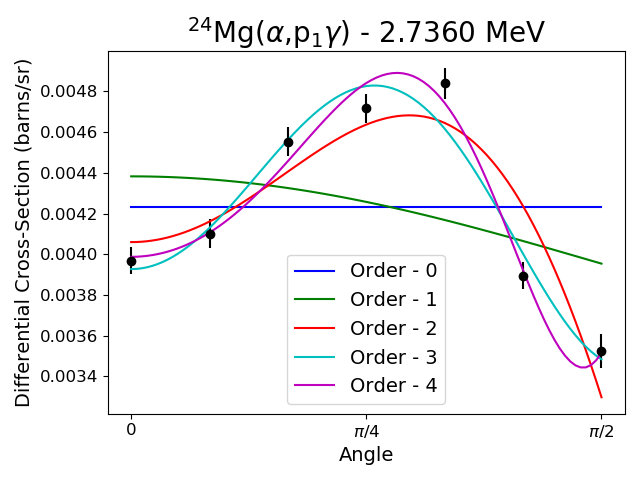 ²⁴Mg(α,p₁γ) - 2.7360 MeV
Differential Cross-Section (barns/sr)
0.0048
0.0046
0.0044
0.0042
0.0040
0.0038
0.0036
0.0034
Order - 0
Order - 1
Order - 2
Order - 3
Order - 4
0 π/4 π/2
Angle